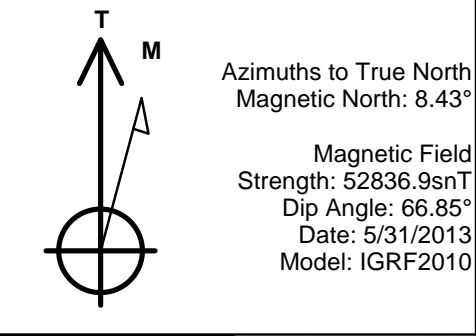 T
M
Azimuths to True North
Magnetic North: 8.43°
Magnetic Field
Strength: 52836.9snT
Dip Angle: 66.85°
Date: 5/31/2013
Model: IGRF2010